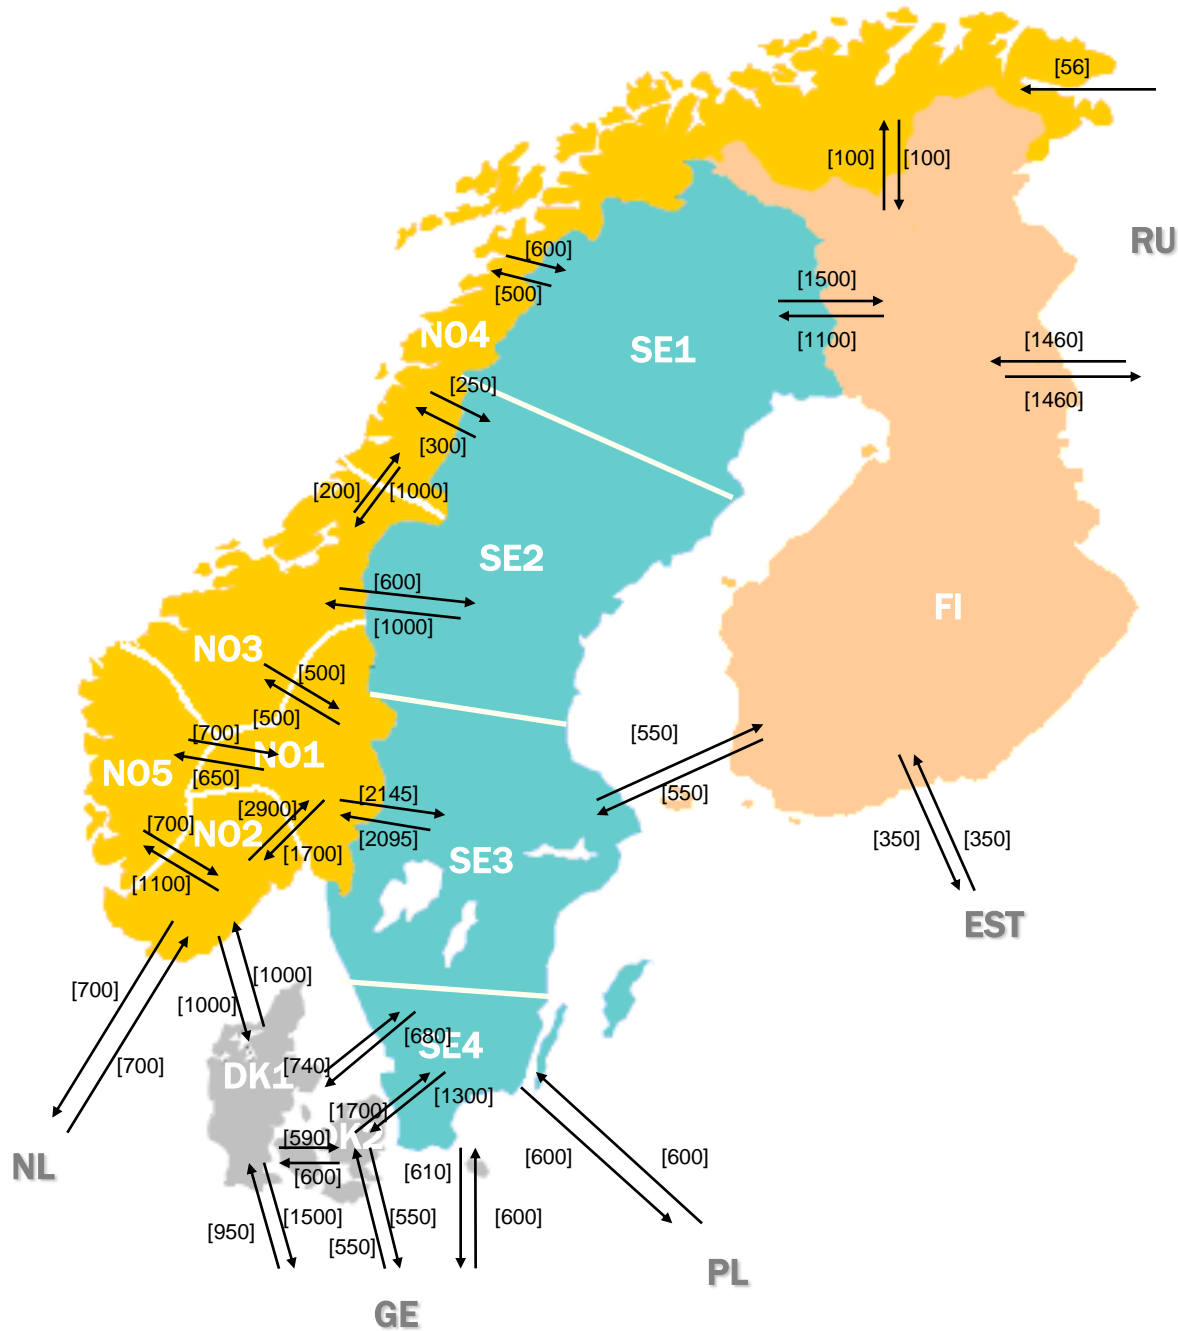 [56]
[100] [100]
RU
[600]
[500]
[1500]
[1100]
NO4
SE1
[1460]
[1460]
[250]
[300]
[200] [1000]
SE2
[600]
[1000]
FI
NO3
[500]
[500]
[700]
NO1
[650]
NO5
[550]
[550]
[2145]
[2095]
[2900]
[700]
NO2
[1700]
[1100]
SE3
[350] [350]
EST
[700]
[1000]
[1000]
[700]
[680]
SE4
[740]
DK1
[1300]
[1700]
DK2
[590]
[600]
NL
[610]
[600] [600]
[950] [1500] [550] [600]
[550]
PL
GE